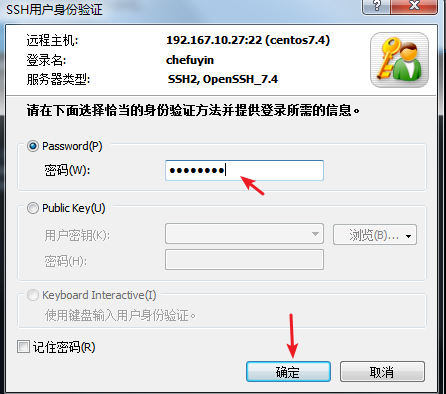 SSH用户身份验证
远程主机: 192.168.10.27:22 (centos7.4)
登录名: chefuyin
服务器类型: SSH2, OpenSSH_7.4
请在下面选择恰当的身份验证方法并提供登录所需的信息。
Password(P)
密码(W): ●●●●●●●●
Public Key(U)
用户密钥(K): 浏览(B)...
密码(H):
Keyboard Interactive(I)
使用键盘输入用户身份验证。
记住密码(R)
确定 取消